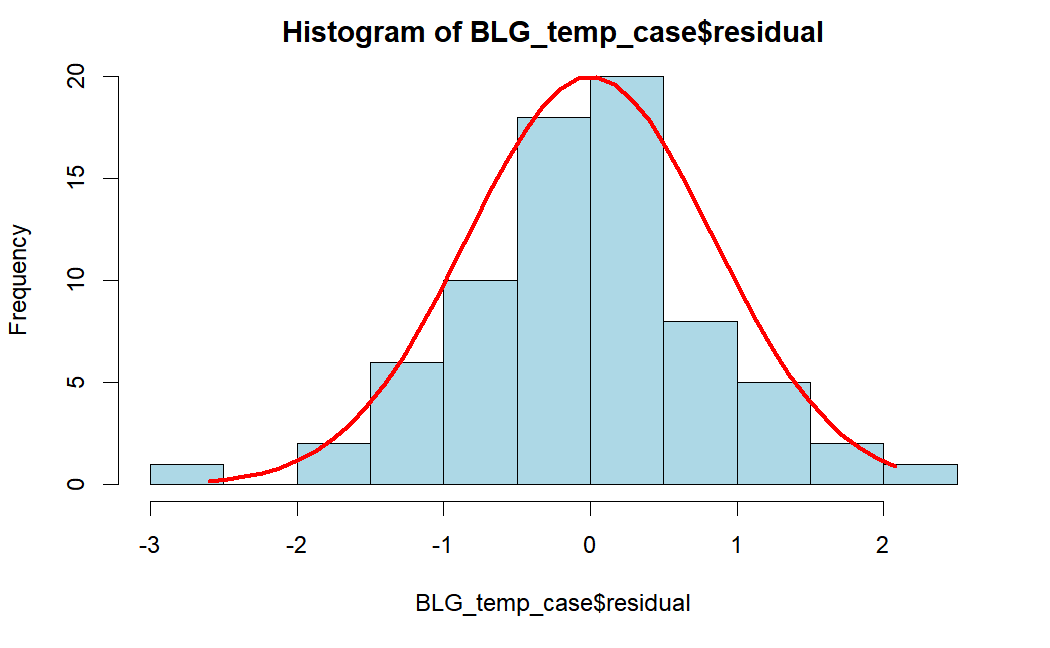 Histogram of BLG_temp_case$residual
Frequency
20
15
10
5
0
-3 -2 -1 0 1 2
BLG_temp_case$residual